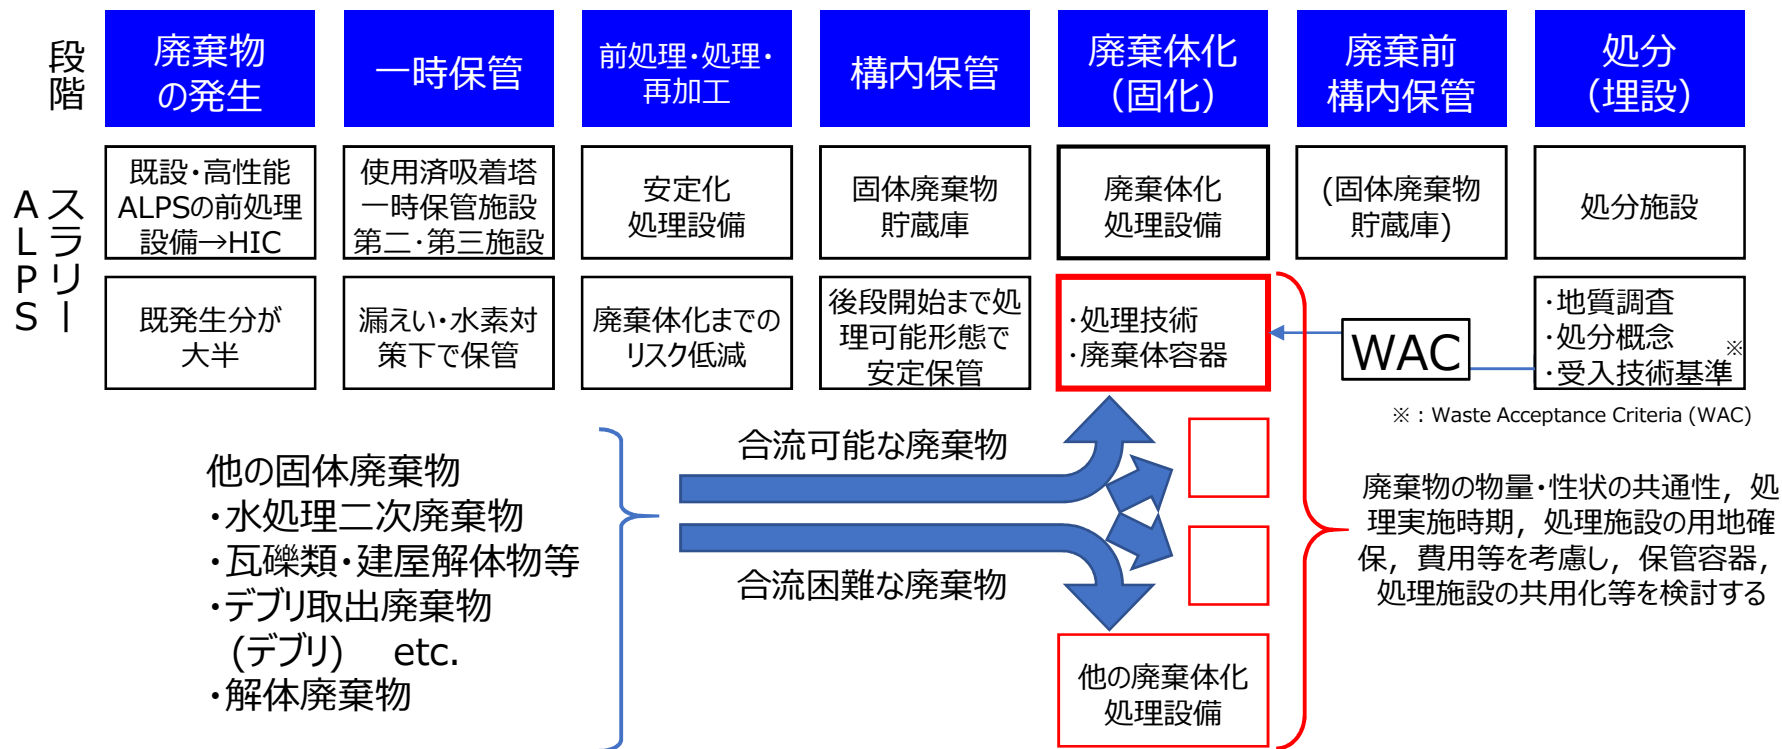 段階
廃棄物
の発生
一時保管
前処理・処理・
再加工
構内保管
廃棄体化
（固化）
廃棄前
構内保管
処分
（埋設）
ALPS
スラリー
既設・高性能
ALPSの前処理
設備→HIC
使用済吸着塔
一時保管施設
第二・第三施設
安定化
処理設備
固体廃棄物
貯蔵庫
廃棄体化
処理設備
(固体廃棄物
貯蔵庫)
処分施設
既発生分が
大半
漏えい・水素対
策下で保管
廃棄体化までの
リスク低減
後段開始まで処
理可能形態で
安定保管
・処理技術
・廃棄体容器
WAC
・地質調査
・処分概念
・受入技術基準※
※：Waste Acceptance Criteria (WAC)
他の固体廃棄物
・水処理二次廃棄物
・瓦礫類・建屋解体物等
・デブリ取出廃棄物
(デブリ)　etc.
・解体廃棄物
合流可能な廃棄物
合流困難な廃棄物
他の廃棄体化
処理設備
廃棄物の物量・性状の共通性，処
理実施時期，処理施設の用地確
保，費用等を考慮し，保管容器，
処理施設の共用化等を検討する